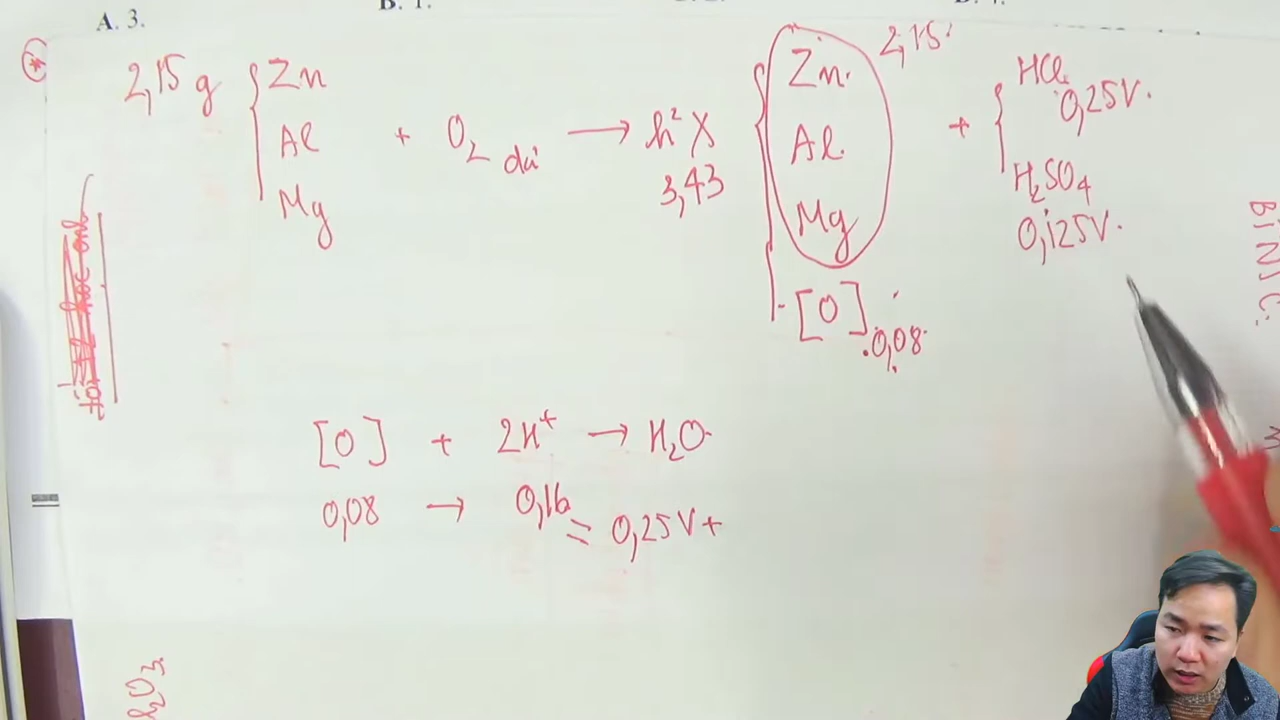 A. 3.
B. 1.
2,15 g { Zn Al Mg + O2 dư → h² X 3,43 { Zn. Al. Mg [O] 0,08 2,15 + { HCl 0,25V. H2SO4 0,125V.
[O] + 2H⁺ → H2O
0,08 → 0,16 = 0,25V +
2O3